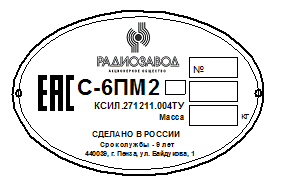 РАДИОЗАВОД
АКЦИОНЕРНОЕ ОБЩЕСТВО
№
ЕАС С-6ПМ2
КСИЛ.271211.004ТУ
Масса кг
СДЕЛАНО В РОССИИ
Срок службы - 9 лет
440039, г. Пенза, ул. Байдукова, 1